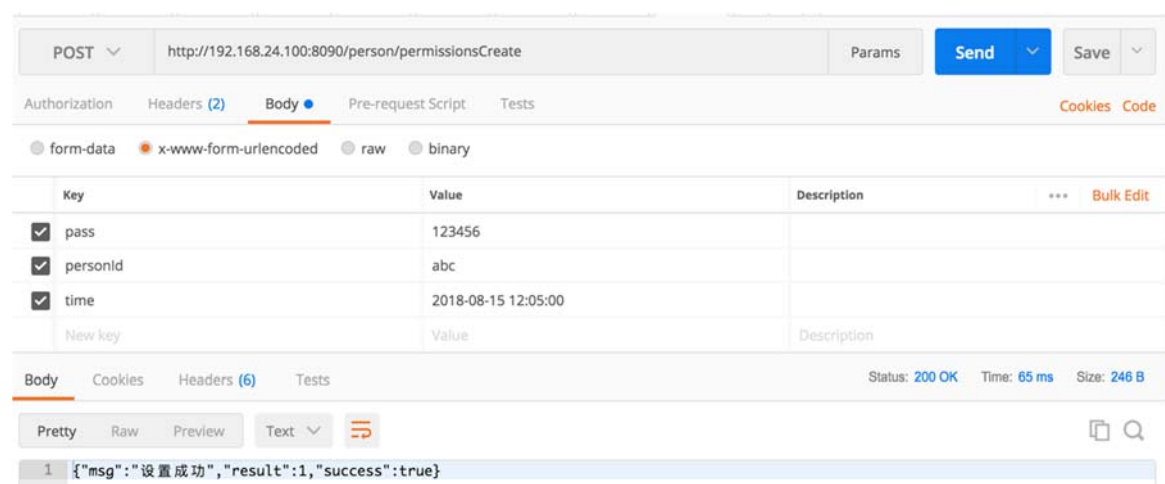 POST http://192.168.24.100:8090/person/permissionsCreate Params Send Save
Authorization Headers (2) Body Pre-request Script Tests Cookies Code
form-data x-www-form-urlencoded raw binary
Key Value Description ••• Bulk Edit
pass 123456
personId abc
time 2018-08-15 12:05:00
New key Value Description
Body Cookies Headers (6) Tests Status: 200 OK Time: 65 ms Size: 246 B
Pretty Raw Preview Text
1 {"msg":"设置成功","result":1,"success":true}